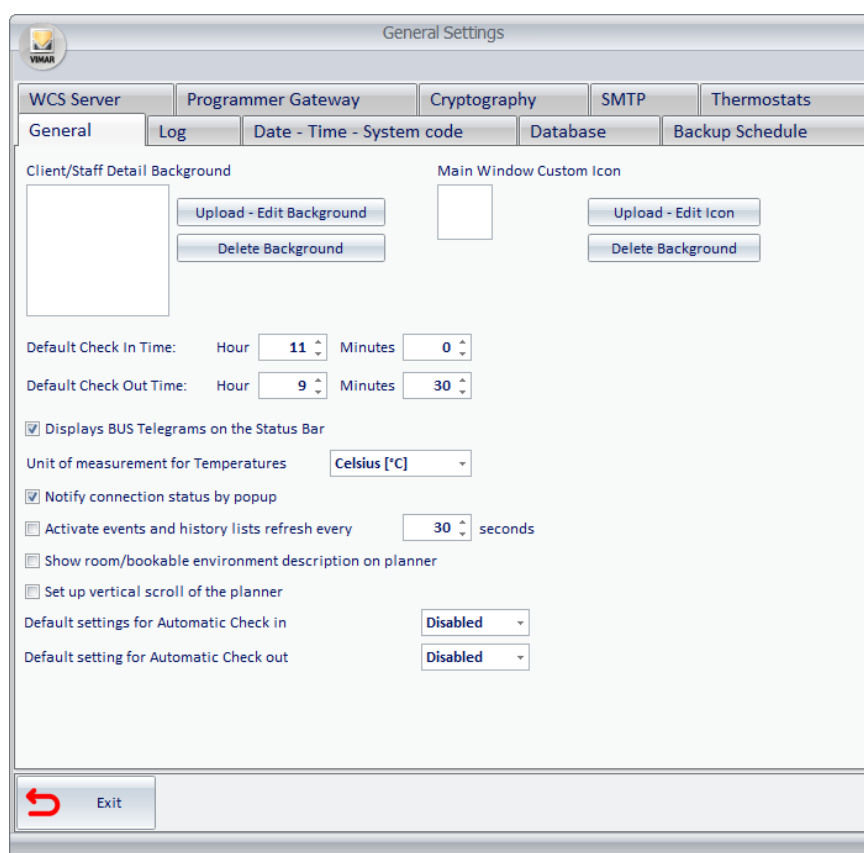 General Settings
VIMAR
WCS Server Programmer Gateway Cryptography SMTP Thermostats
General Log Date - Time - System code Database Backup Schedule
Client/Staff Detail Background Main Window Custom Icon
Upload - Edit Background Upload - Edit Icon
Delete Background Delete Background
Default Check In Time: Hour 11 Minutes 0
Default Check Out Time: Hour 9 Minutes 30
Displays BUS Telegrams on the Status Bar
Unit of measurement for Temperatures Celsius [°C]
Notify connection status by popup
Activate events and history lists refresh every 30 seconds
Show room/bookable environment description on planner
Set up vertical scroll of the planner
Default settings for Automatic Check in Disabled
Default setting for Automatic Check out Disabled
Exit